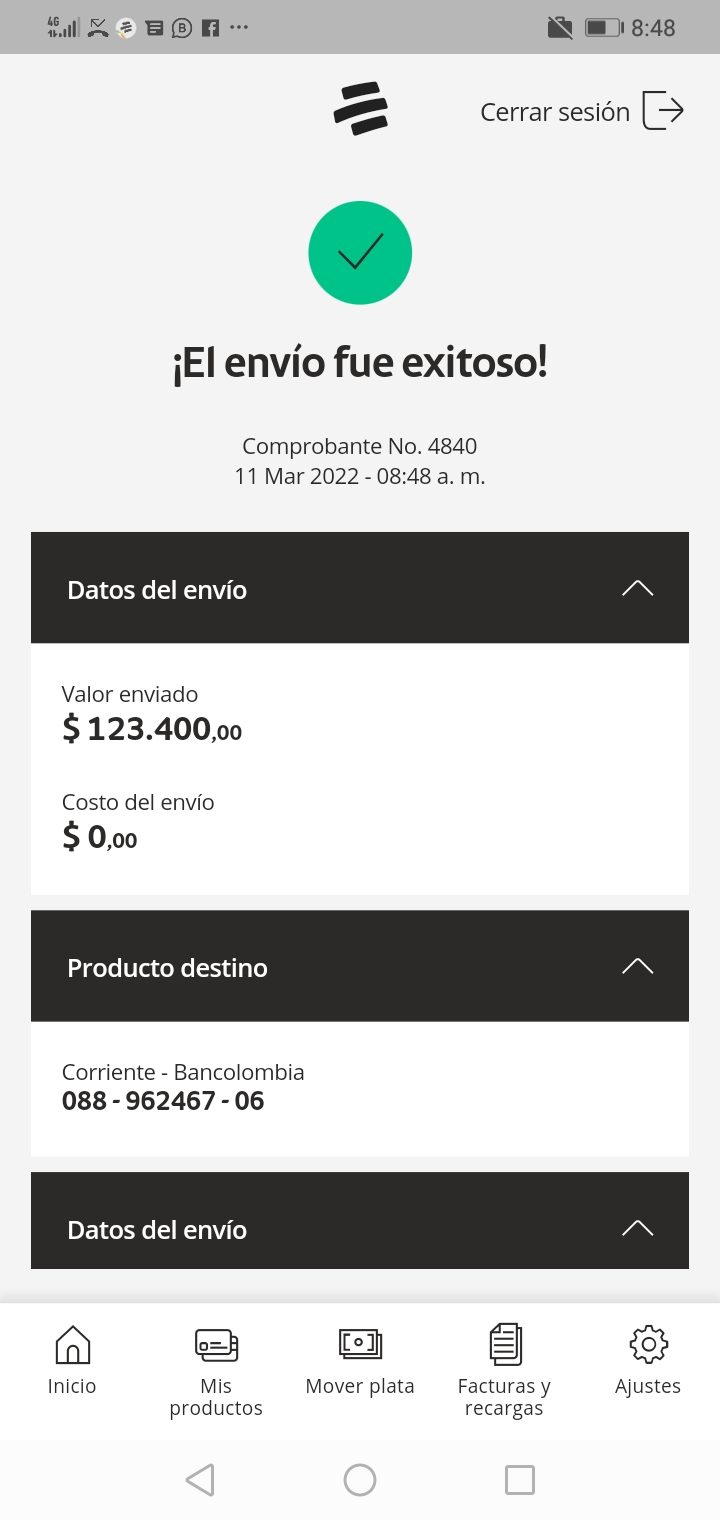 4G
8:48
Cerrar sesión
¡El envío fue exitoso!
Comprobante No. 4840
11 Mar 2022 - 08:48 a. m.
Datos del envío
Valor enviado
$ 123.400,00
Costo del envío
$ 0,00
Producto destino
Corriente - Bancolombia
088 - 962467 - 06
Datos del envío
Inicio
Mis
productos
Mover plata
Facturas y
recargas
Ajustes